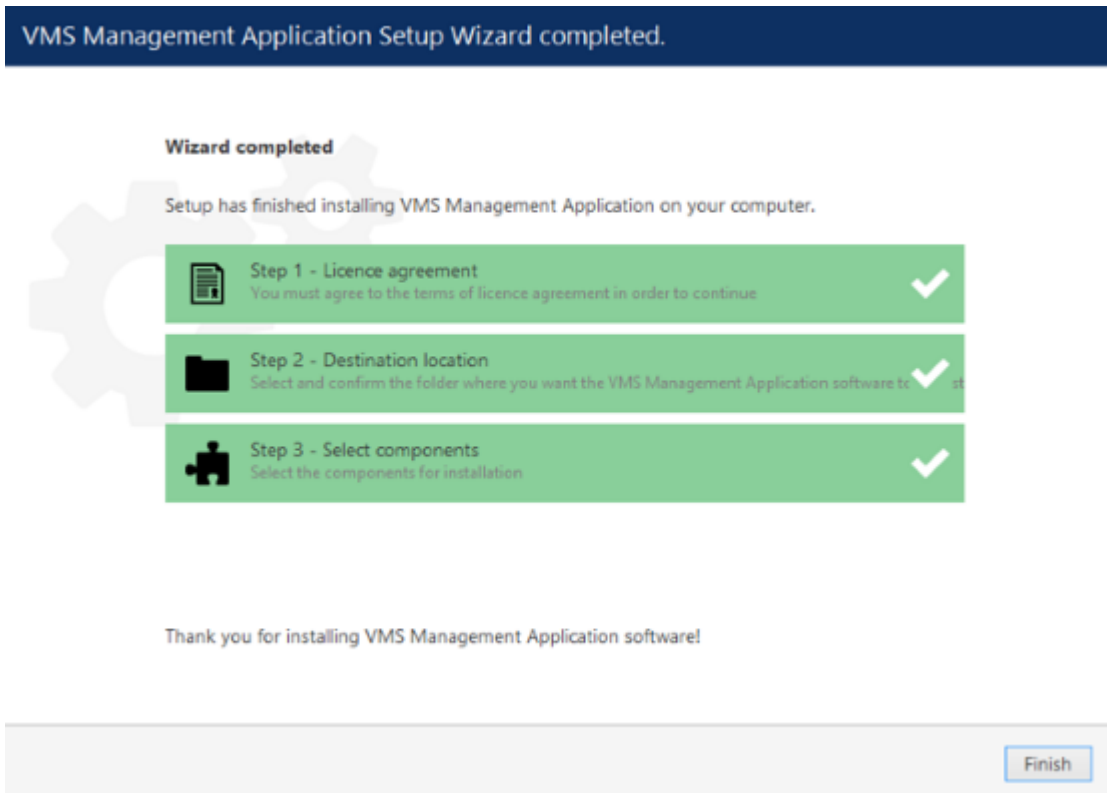 VMS Management Application Setup Wizard completed.
Wizard completed
Setup has finished installing VMS Management Application on your computer.
Step 1 - Licence agreement
You must agree to the terms of licence agreement in order to continue
Step 2 - Destination location
Select and confirm the folder where you want the VMS Management Application software
Step 3 - Select components
Select the components for installation
Thank you for installing VMS Management Application software!
Finish